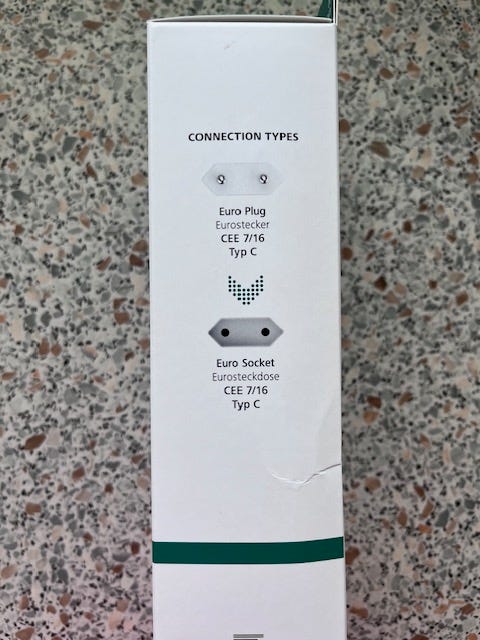 CONNECTION TYPES
Euro Plug
Eurostecker
CEE 7/16
Typ C
Euro Socket
Eurosteckdose
CEE 7/16
Typ C